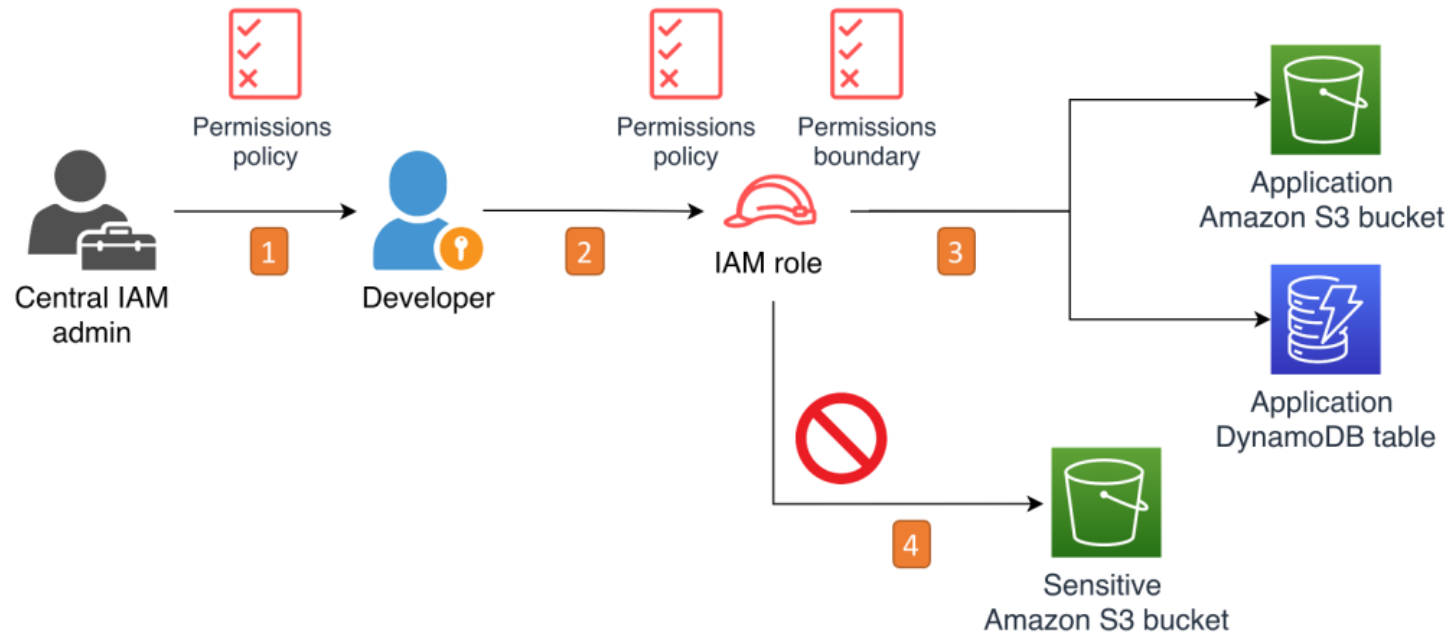 Permissions
policy
Permissions
policy
Permissions
boundary
Central IAM
admin
1
Developer
2
IAM role
3
Application
Amazon S3 bucket
Application
DynamoDB table
4
Sensitive
Amazon S3 bucket